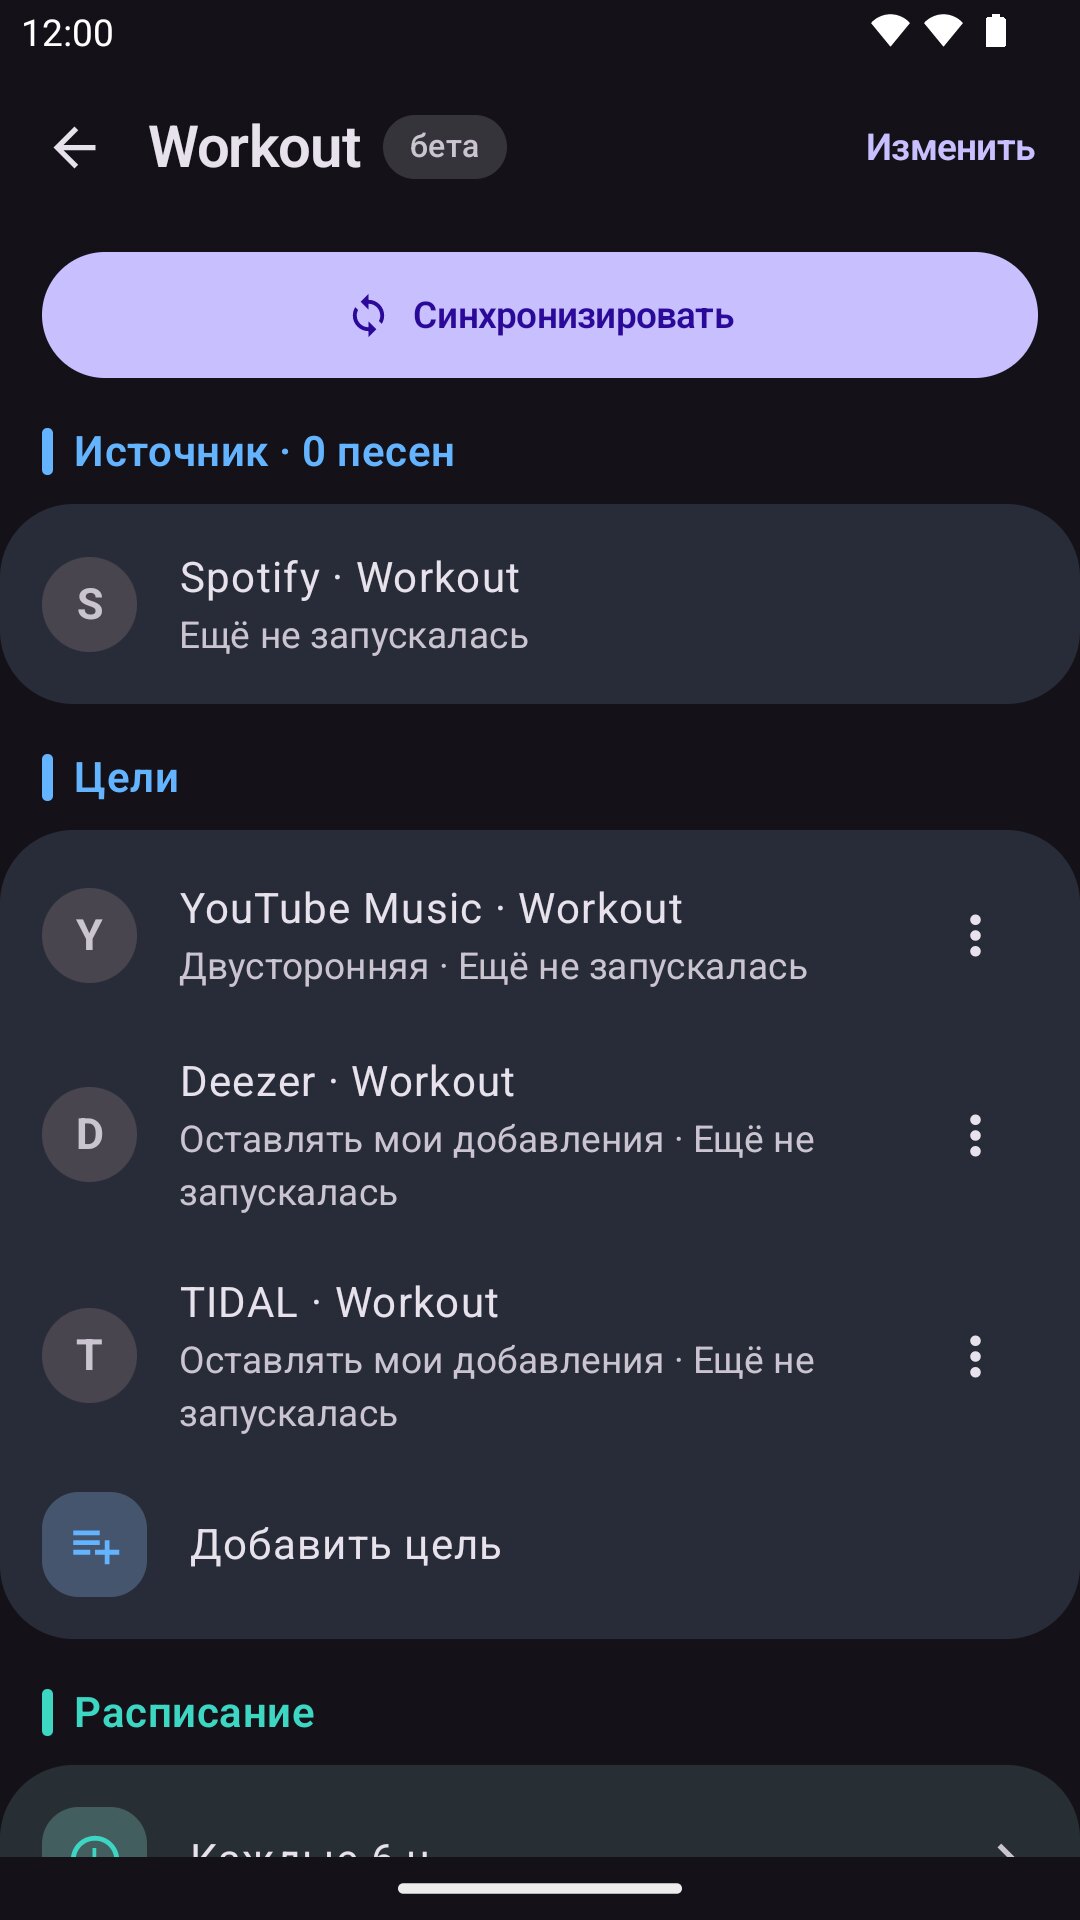 12:00
Workout
бета
Изменить
Синхронизировать
Источник · 0 песен
S
Spotify · Workout
Ещё не запускалась
Цели
Y
YouTube Music · Workout
Двусторонняя · Ещё не запускалась
D
Deezer · Workout
Оставлять мои добавления · Ещё не
запускалась
T
TIDAL · Workout
Оставлять мои добавления · Ещё не
запускалась
Добавить цель
Расписание
Каждые 6 ч